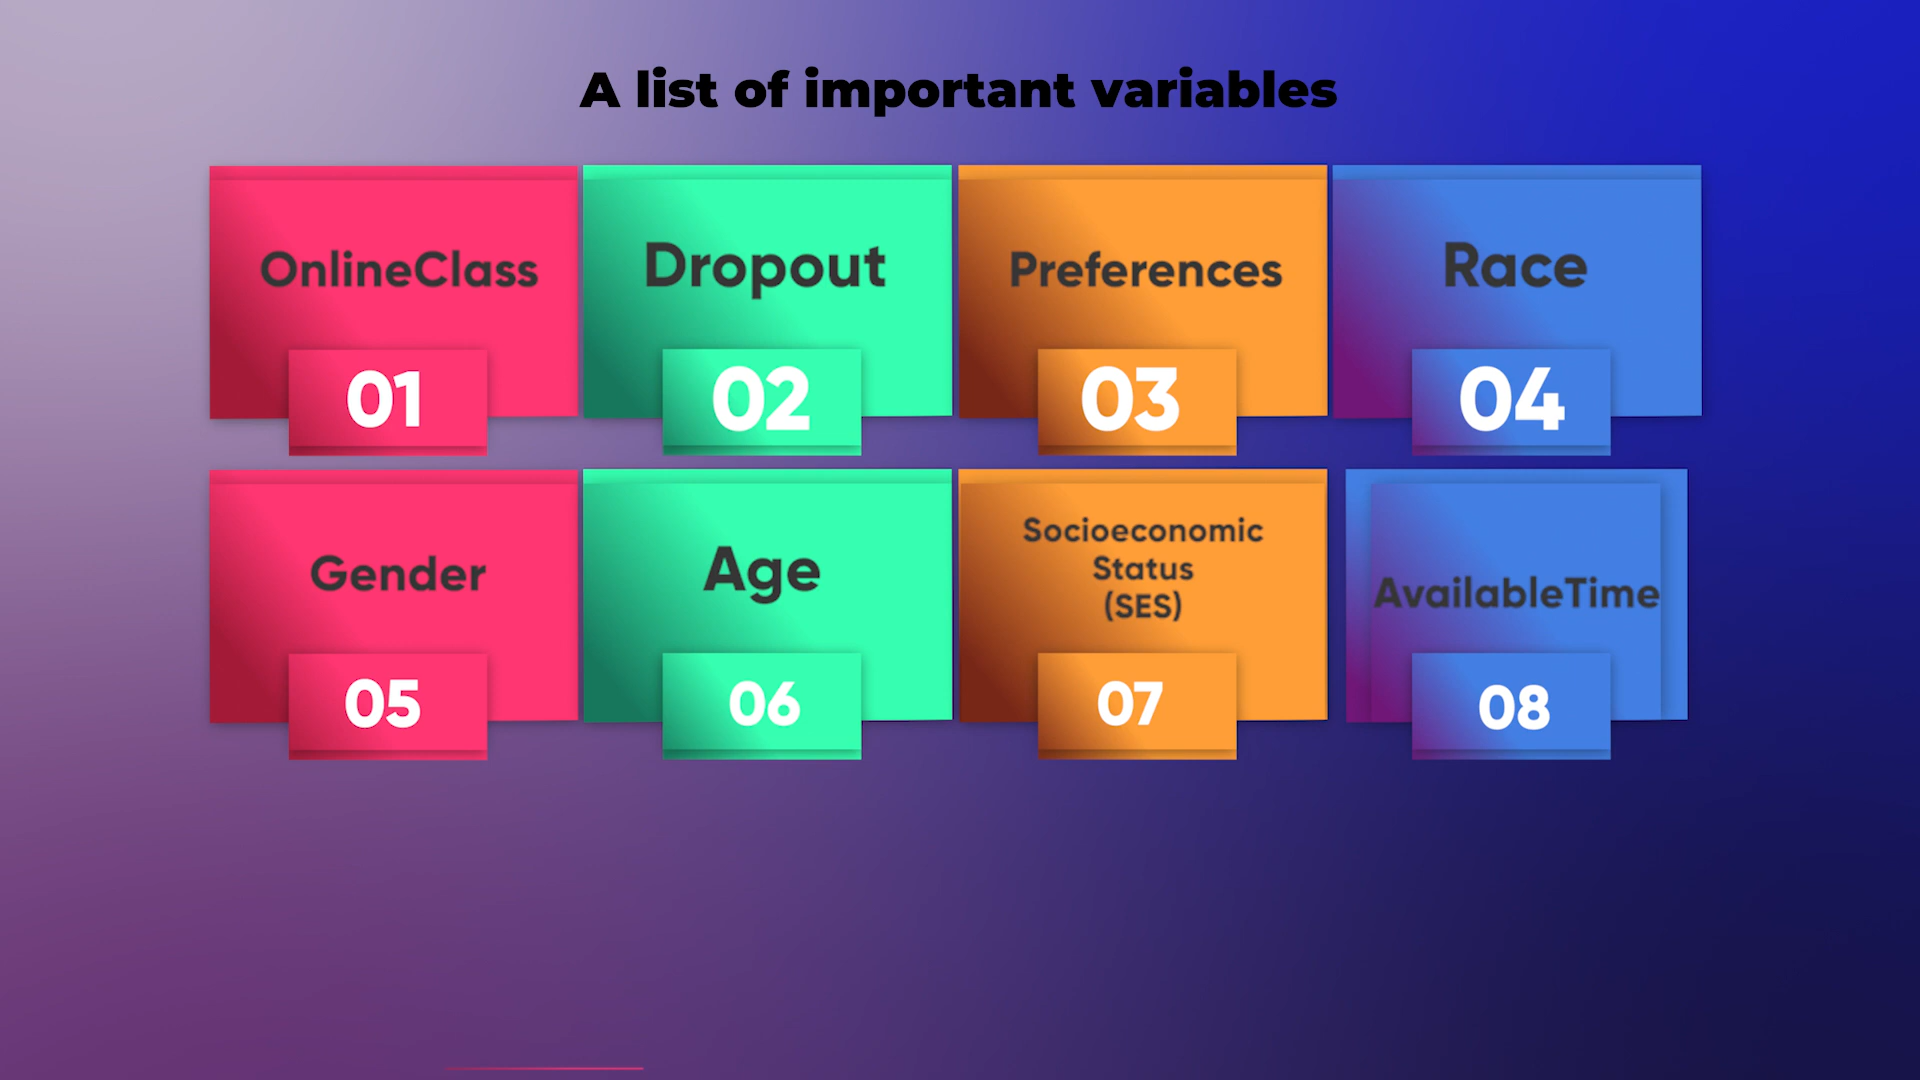 A list of important variables
OnlineClass
01
Dropout
02
Preferences
03
Race
04
Gender
05
Age
06
Socioeconomic
Status
(SES)
07
AvailableTime
08